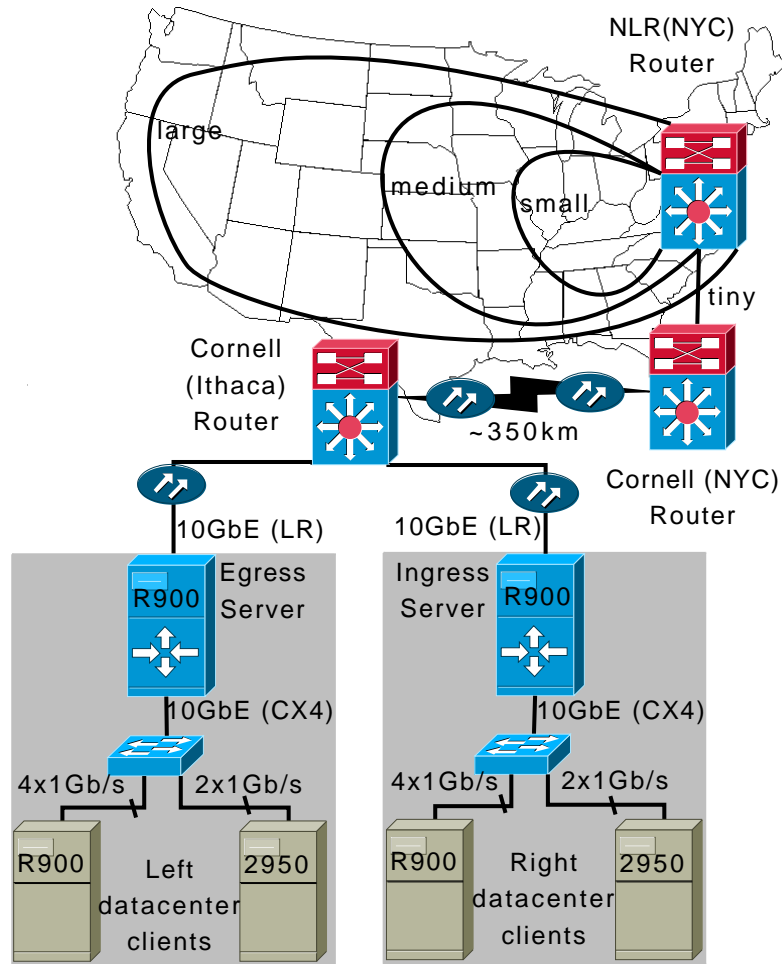 NLR(NYC)
Router
large
medium
small
tiny
Cornell
(Ithaca)
Router
~350km
Cornell (NYC)
Router
10GbE (LR)
10GbE (LR)
Egress
Server
R900
Ingress
Server
R900
10GbE (CX4)
10GbE (CX4)
4x1Gb/s
2x1Gb/s
4x1Gb/s
2x1Gb/s
R900
Left
datacenter
clients
2950
R900
Right
datacenter
clients
2950